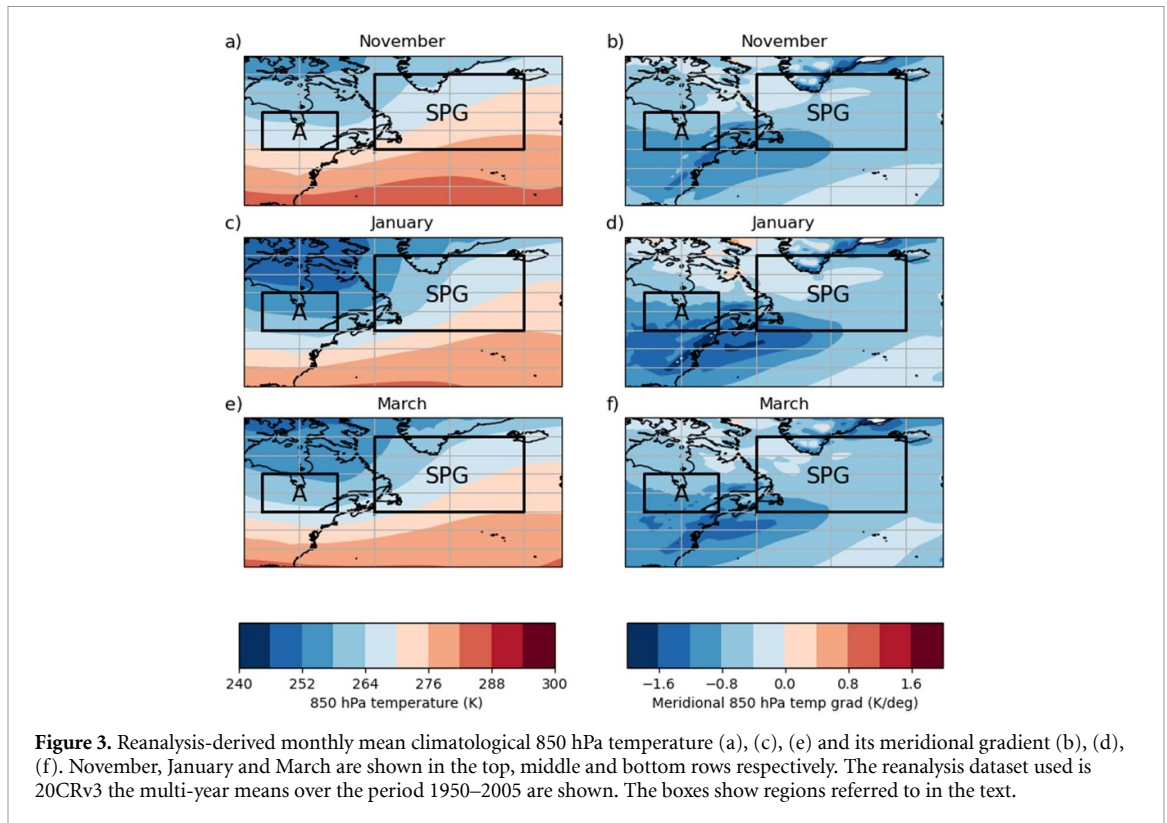 a) November
b) November
A
SPG
A
SPG
c) January
d) January
A
SPG
A
SPG
e) March
f) March
A
SPG
A
SPG
240 252 264 276 288 300
850 hPa temperature (K)
−1.6 −0.8 0.0 0.8 1.6
Meridional 850 hPa temp grad (K/deg)
Figure 3. Reanalysis-derived monthly mean climatological 850 hPa temperature (a), (c), (e) and its meridional gradient (b), (d),
(f). November, January and March are shown in the top, middle and bottom rows respectively. The reanalysis dataset used is
20CRv3 the multi-year means over the period 1950–2005 are shown. The boxes show regions referred to in the text.